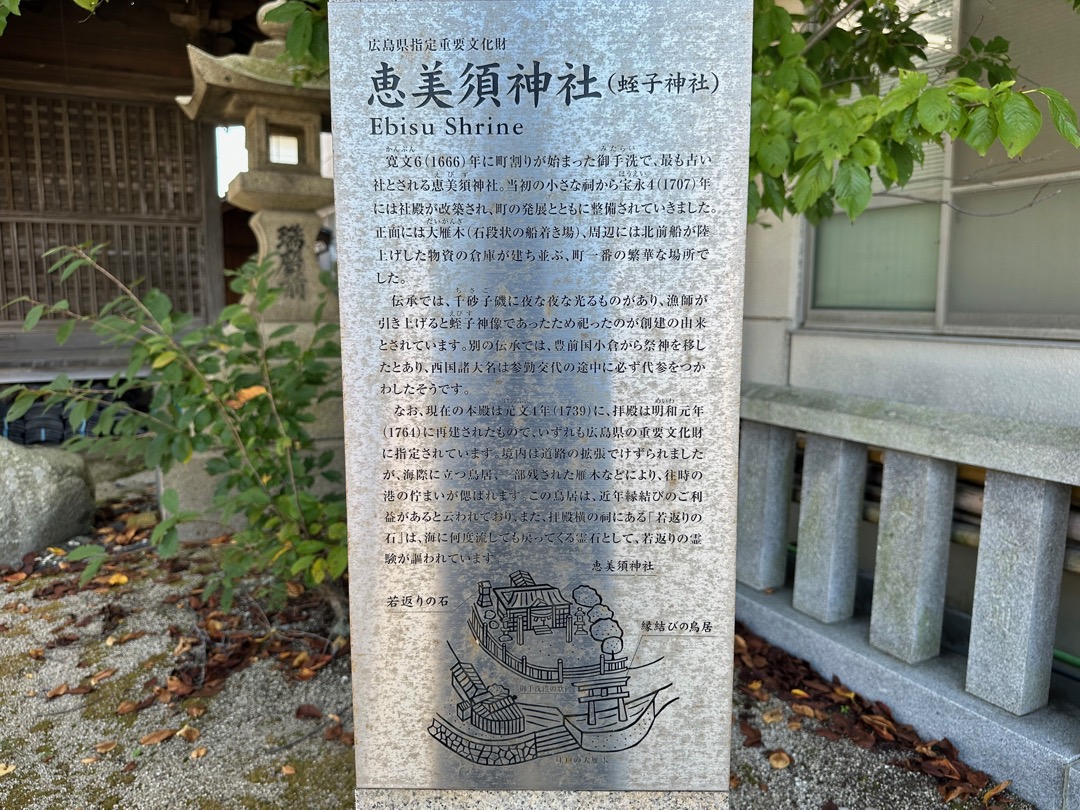 広島県指定重要文化財
恵美須神社(蛭子神社)
Ebisu Shrine
寛文6(1666)年に町割りが始まった御手洗で、最も古い
社とされる恵美須神社。当初の小さな祠から宝永4(1707)年
には社殿が改築され、町の発展とともに整備されていきました。
正面には大雁木(石段状の船着き場)、周辺には北前船が陸
上げした物資の倉庫が建ち並ぶ、町一番の繁華な場所で
した。
伝承では、千砂子磯に夜な夜な光るものがあり、漁師が
引き上げると蛭子神像であったため祀ったのが創建の由来
とされています。別の伝承では、豊前国小倉から祭神を移し
たとあり、西国諸大名は参勤交代の途中に必ず代参をつか
わしたそうです。
なお、現在の本殿は元文4年(1739)に、拝殿は明和元年
(1764)に再建されたもので、いずれも広島県の重要文化財
に指定されています。境内は道路の拡張でけずられました
が、海際に立つ鳥居、一部残された雁木などにより、往時の
港の佇まいが偲ばれます。この鳥居は、近年縁結びのご利
益があると云われており、また、拝殿横の祠にある「若返りの
石」は、海に何度流しても戻ってくる霊石として、若返りの霊
験が謳われています。
恵美須神社
若返りの石
縁結びの鳥居